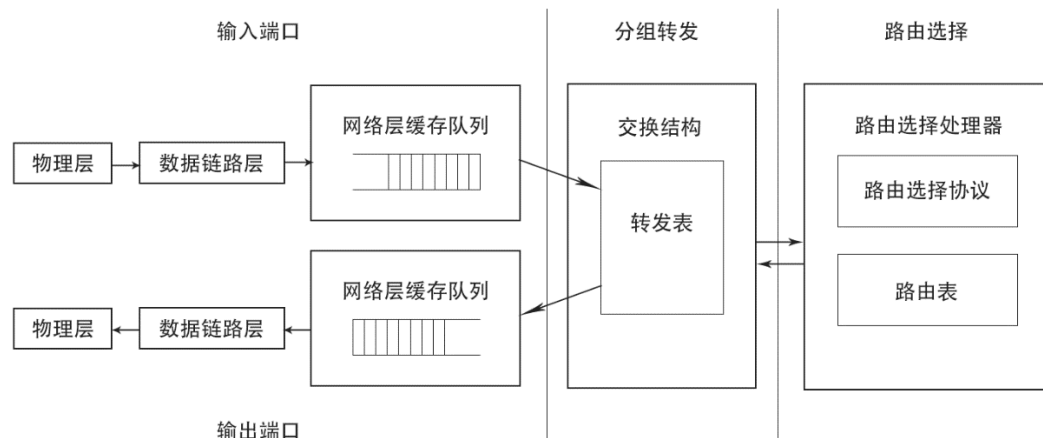 输入端口
分组转发
路由选择
网络层缓存队列
交换结构
路由选择处理器
物理层
数据链路层
路由选择协议
转发表
网络层缓存队列
路由表
物理层
数据链路层
输出端口